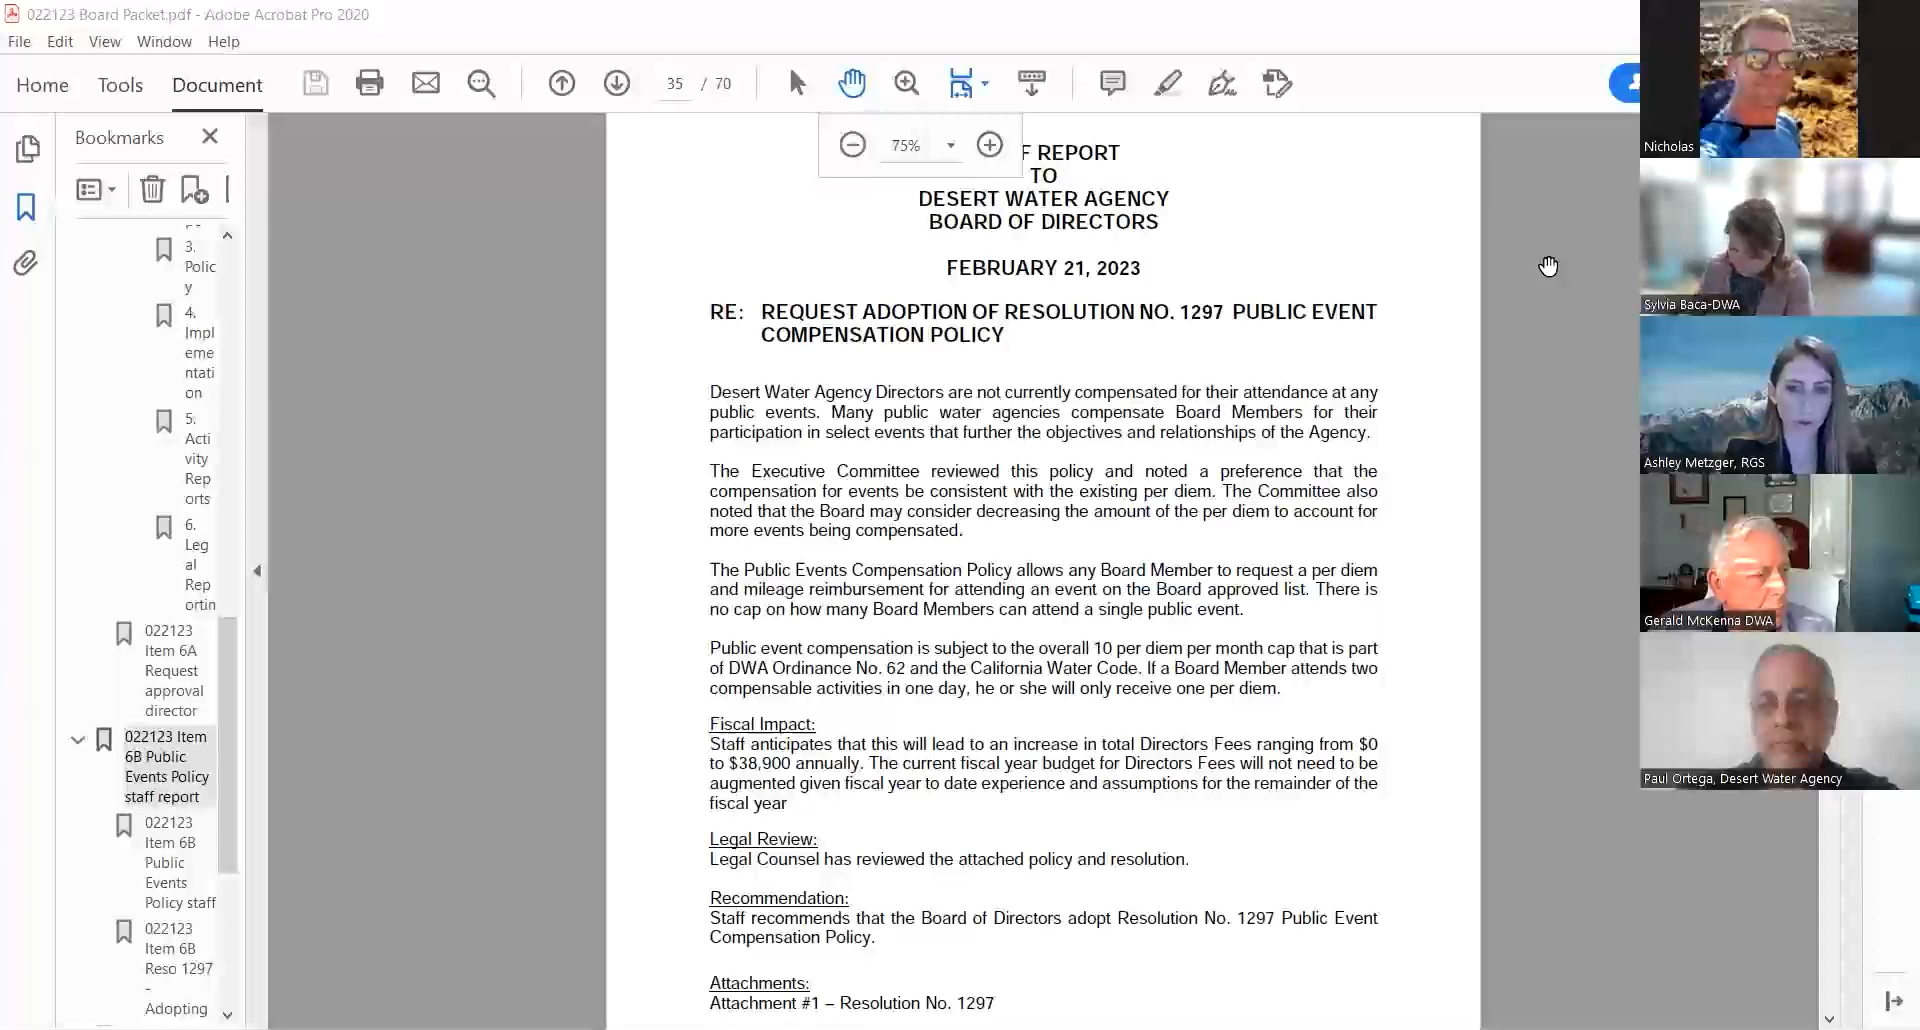 022123 Board Packet.pdf - Adobe Acrobat Pro 2020
File Edit View Window Help
Home Tools Document
35 / 70
Bookmarks
75%
3.
Polic
y
4.
Impl
eme
ntati
on
5.
Acti
vity
Rep
orts
6.
Leg
al
Rep
ortin
022123
Item 6A
Request
approval
director
022123 Item
6B Public
Events Policy
staff report
022123
Item 6B
Public
Events
Policy staff
022123
Item 6B
Reso 1297
-
Adopting
F REPORT
TO
DESERT WATER AGENCY
BOARD OF DIRECTORS
FEBRUARY 21, 2023
RE: REQUEST ADOPTION OF RESOLUTION NO. 1297 PUBLIC EVENT
COMPENSATION POLICY
Desert Water Agency Directors are not currently compensated for their attendance at any
public events. Many public water agencies compensate Board Members for their
participation in select events that further the objectives and relationships of the Agency.
The Executive Committee reviewed this policy and noted a preference that the
compensation for events be consistent with the existing per diem. The Committee also
noted that the Board may consider decreasing the amount of the per diem to account for
more events being compensated.
The Public Events Compensation Policy allows any Board Member to request a per diem
and mileage reimbursement for attending an event on the Board approved list. There is
no cap on how many Board Members can attend a single public event.
Public event compensation is subject to the overall 10 per diem per month cap that is part
of DWA Ordinance No. 62 and the California Water Code. If a Board Member attends two
compensable activities in one day, he or she will only receive one per diem.
Fiscal Impact:
Staff anticipates that this will lead to an increase in total Directors Fees ranging from $0
to $38,900 annually. The current fiscal year budget for Directors Fees will not need to be
augmented given fiscal year to date experience and assumptions for the remainder of the
fiscal year
Legal Review:
Legal Counsel has reviewed the attached policy and resolution.
Recommendation:
Staff recommends that the Board of Directors adopt Resolution No. 1297 Public Event
Compensation Policy.
Attachments:
Attachment #1 – Resolution No. 1297
Nicholas
Sylvia Baca-DWA
Ashley Metzger, RGS
Gerald McKenna DWA
Paul Ortega, Desert Water Agency